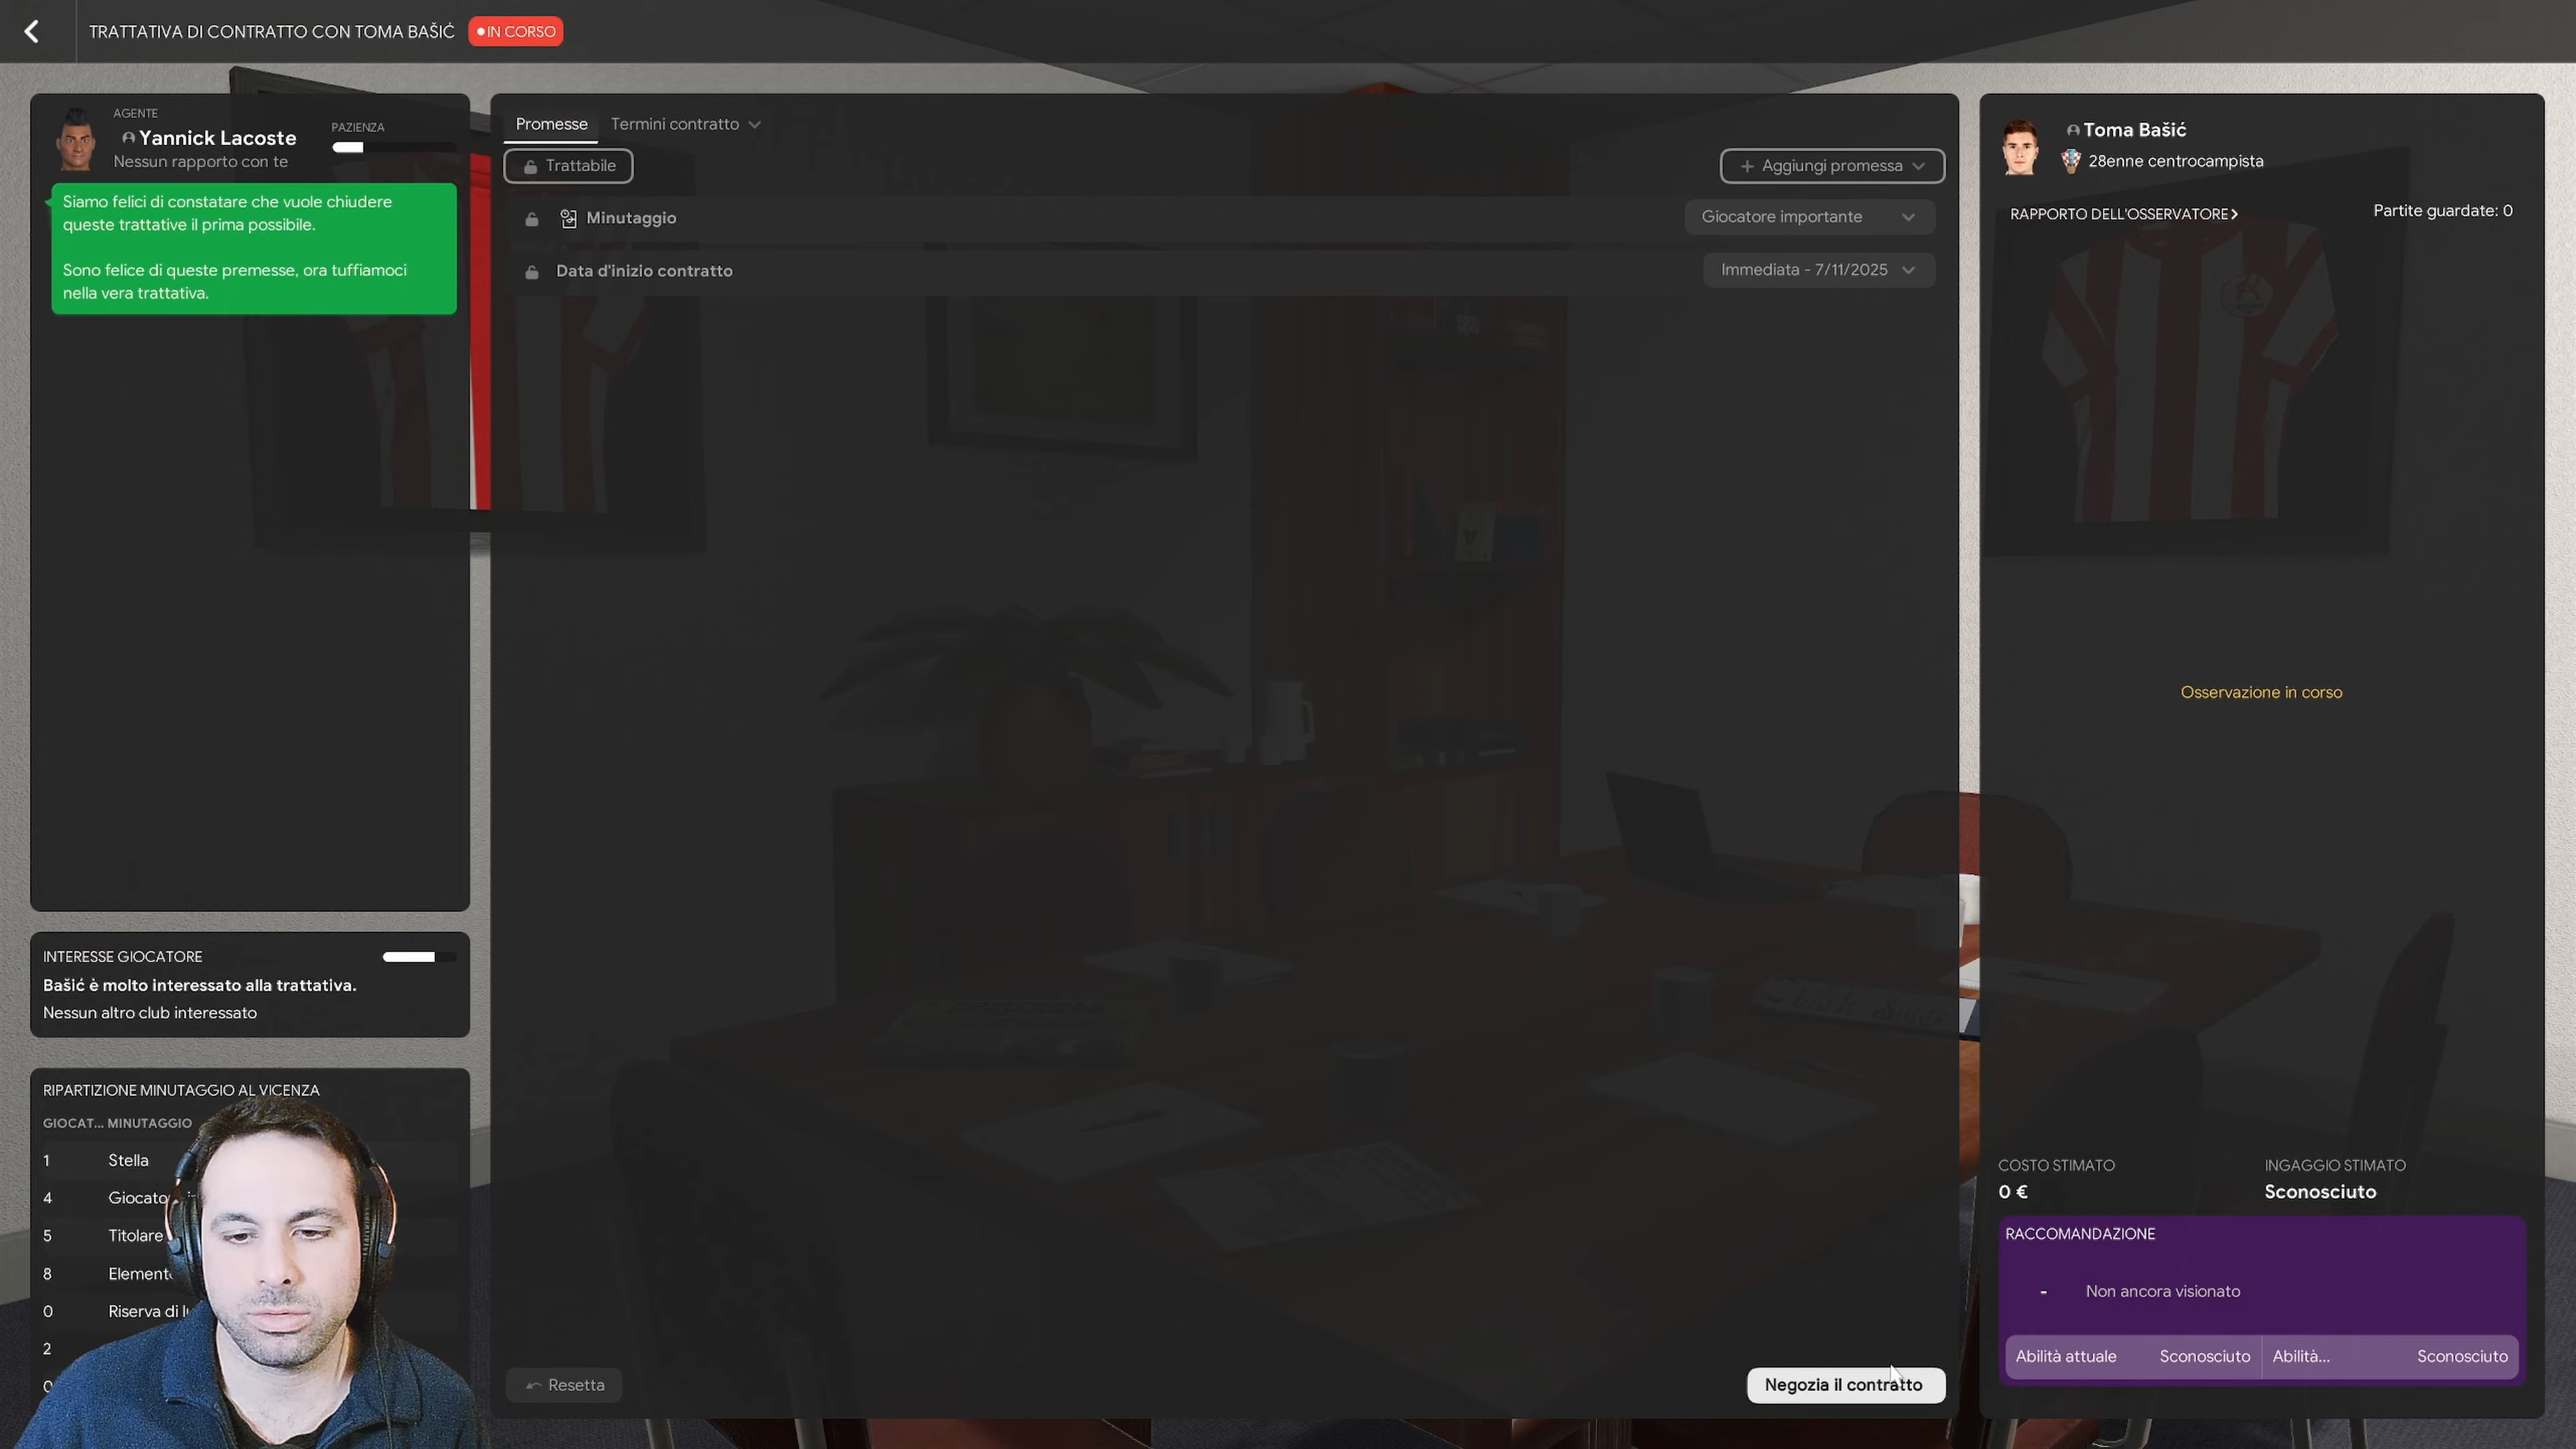 TRATTATIVA DI CONTRATTO CON TOMA BAŠIĆ
IN CORSO
AGENTE
Yannick Lacoste
Nessun rapporto con te
PAZIENZA
Siamo felici di constatare che vuole chiudere
queste trattative il prima possibile.
Sono felice di queste premesse, ora tuffiamoci
nella vera trattativa.
INTERESSE GIOCATORE
Bašić è molto interessato alla trattativa.
Nessun altro club interessato
RIPARTIZIONE MINUTAGGIO AL VICENZA
GIOCAT... MINUTAGGIO
1 Stella
4
5 Titolare
8
0 Riserva di
2
0
Promesse
Termini contratto
Trattabile
+ Aggiungi promessa
Minutaggio
Giocatore importante
Data d'inizio contratto
Immediata - 7/11/2025
Resetta
Negozia il contratto
Toma Bašić
28enne centrocampista
RAPPORTO DELL'OSSERVATORE
Partite guardate: 0
Osservazione in corso
COSTO STIMATO
0 €
INGAGGIO STIMATO
Sconosciuto
RACCOMANDAZIONE
- Non ancora visionato
Abilità attuale Sconosciuto
Abilità... Sconosciuto